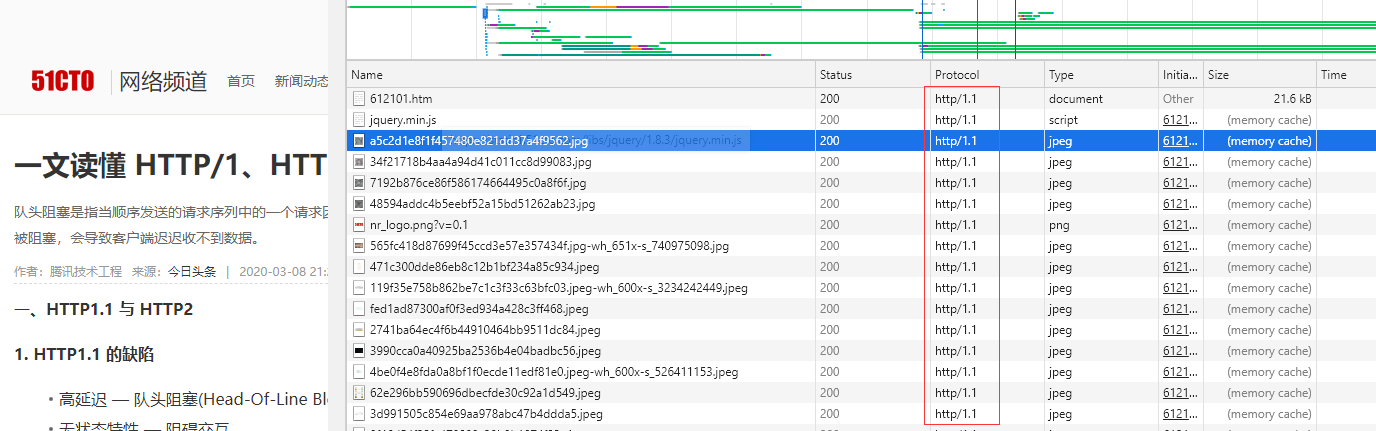 51CTO 网络频道 首页 新闻动态
一文读懂 HTTP/1、HTT
队头阻塞是指当顺序发送的请求序列中的一个请求因
被阻塞，会导致客户端迟迟收不到数据。
作者：腾讯技术工程 来源：今日头条 | 2020-03-08 21:
一、HTTP1.1 与 HTTP2
1. HTTP1.1 的缺陷
• 高延迟 — 队头阻塞(Head-Of-Line Bl
• 无状态特性 — 阻碍交互
Name Status Protocol Type Initia... Size Time
612101.htm 200 http/1.1 document Other 21.6 kB
jquery.min.js 200 http/1.1 script 6121... (memory cache)
a5c2d1e8f1f457480e821dd37a4f9562.jpg 200 http/1.1 jpeg 6121... (memory cache)
ibs/jquery/1.8.3/jquery.min.js
34f21718b4aa4a94d41c011cc8d99083.jpg 200 http/1.1 jpeg 6121... (memory cache)
7192b876ce86f586174664495c0a8f6f.jpg 200 http/1.1 jpeg 6121... (memory cache)
48594addc4b5eebf52a15bd51262ab23.jpg 200 http/1.1 jpeg 6121... (memory cache)
nr_logo.png?v=0.1 200 http/1.1 png 6121... (memory cache)
565fc418d87699f45ccd3e57e357434f.jpg-wh_651x-s_740975098.jpg 200 http/1.1 jpeg 6121... (memory cache)
471c300dde86eb8c12b1bf234a85c934.jpeg 200 http/1.1 jpeg 6121... (memory cache)
119f35e758b862be7c1c3f33c63bfc03.jpeg-wh_600x-s_3234242449.jpeg 200 http/1.1 jpeg 6121... (memory cache)
fed1ad87300af0f3ed934a428c3ff468.jpeg 200 http/1.1 jpeg 6121... (memory cache)
2741ba64ec4f6b44910464bb9511dc84.jpeg 200 http/1.1 jpeg 6121... (memory cache)
3990cca0a40925ba2536b4e04badbc56.jpeg 200 http/1.1 jpeg 6121... (memory cache)
4be0f4e8fda0a8bf1f0ecde11edf81e0.jpeg-wh_600x-s_526411153.jpeg 200 http/1.1 jpeg 6121... (memory cache)
62e296bb590696dbecfde30c92a1d549.jpeg 200 http/1.1 jpeg 6121... (memory cache)
3d991505c854e69aa978abc47b4ddda5.jpeg 200 http/1.1 jpeg 6121... (memory cache)